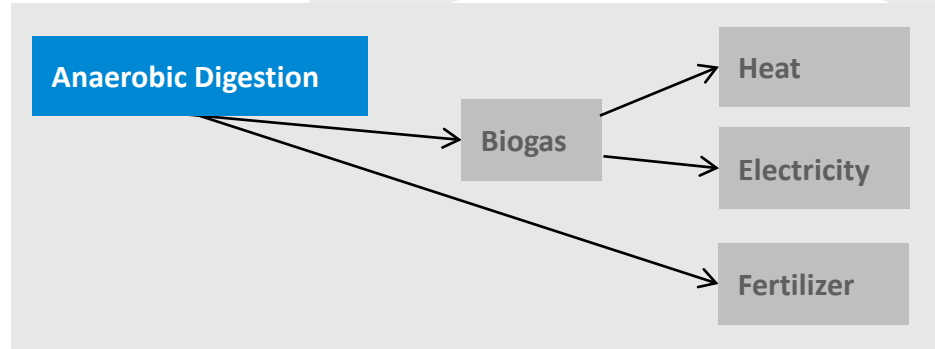 Anaerobic Digestion
Heat
Biogas
Electricity
Fertilizer